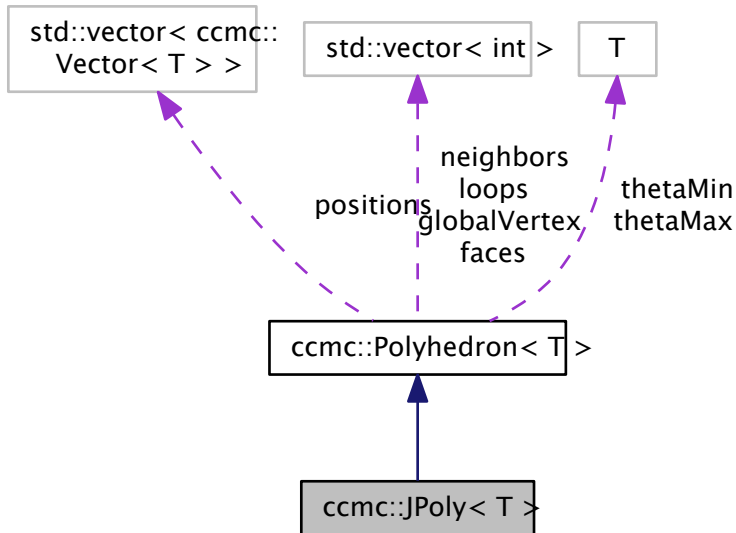 std::vector< ccmc::
Vector< T > >
std::vector< int >
T
neighbors
loops
globalVertex
faces
positions
thetaMin
thetaMax
ccmc::Polyhedron< T >
ccmc::JPoly< T >